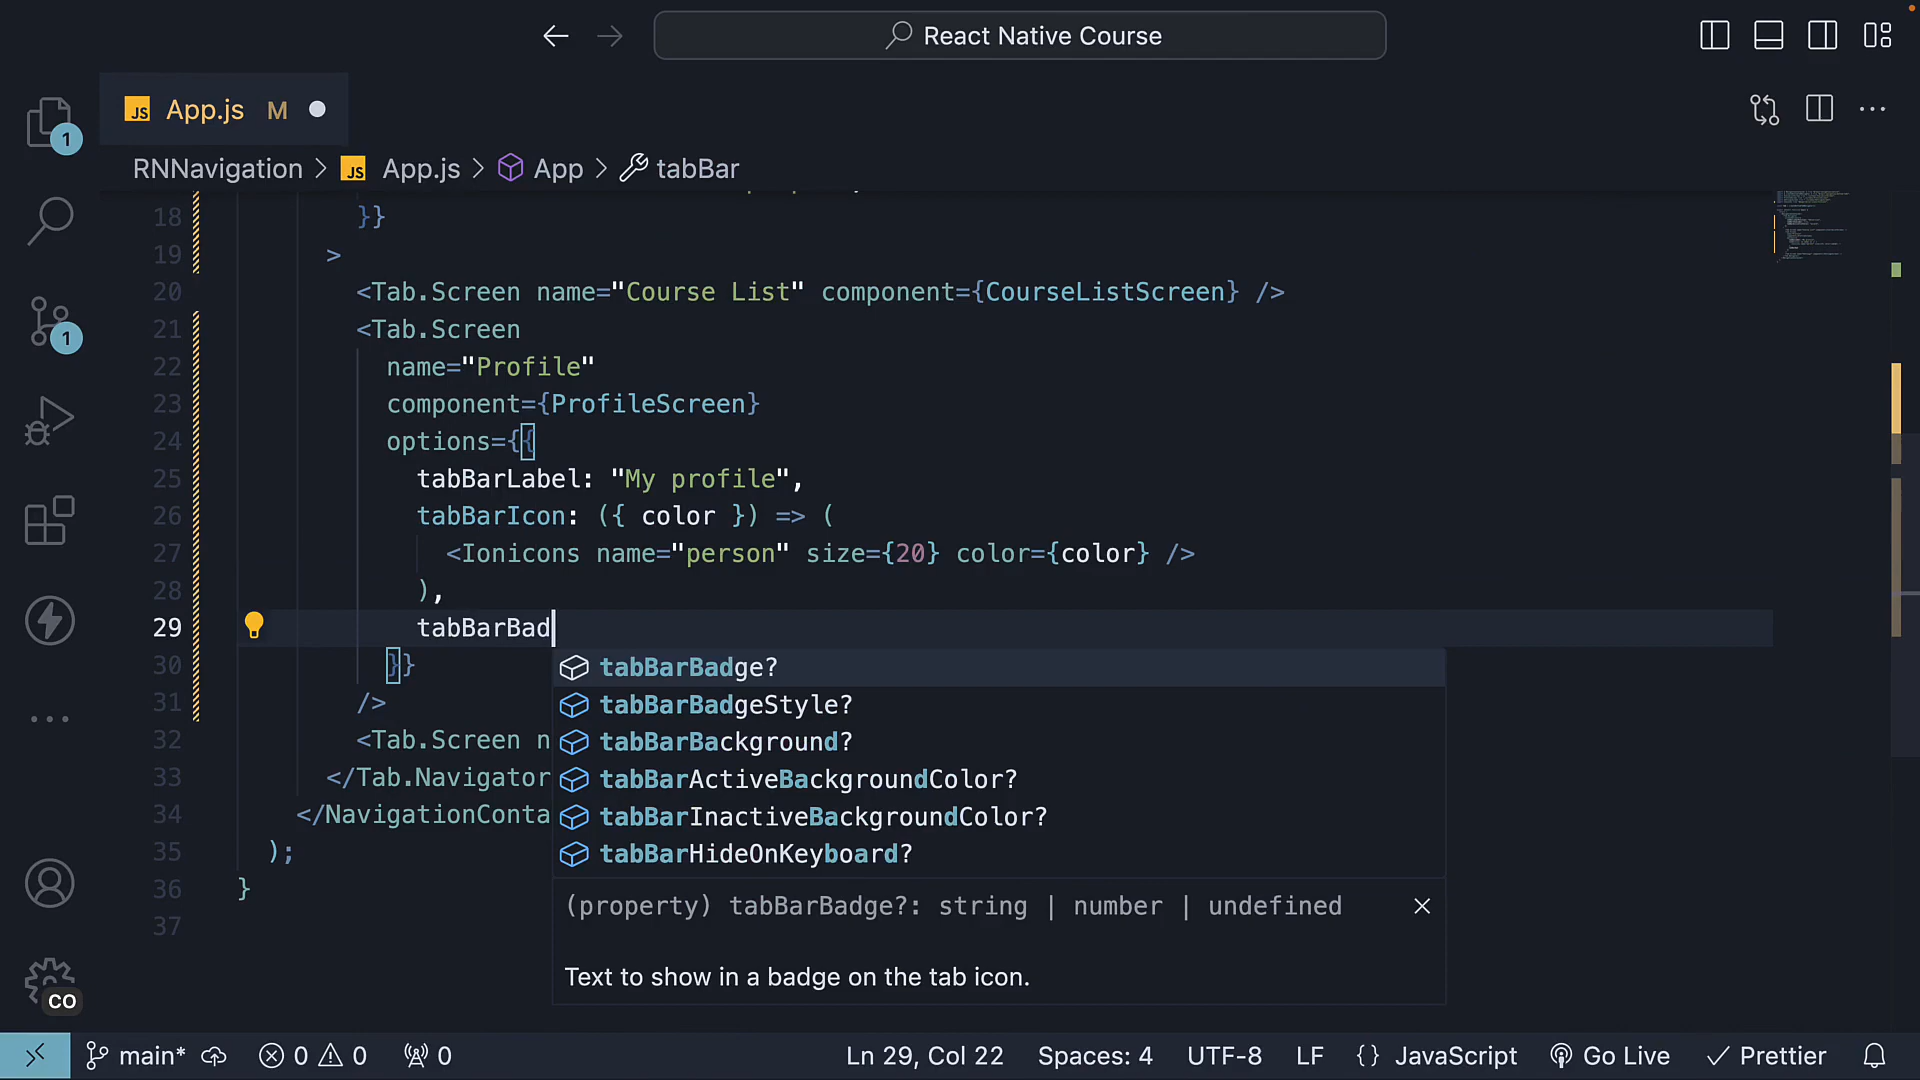 React Native Course
JS App.js M
RNNavigation > JS App.js > App > tabBar
18 }}
19 >
20 <Tab.Screen name="Course List" component={CourseListScreen} />
21 <Tab.Screen
22 name="Profile"
23 component={ProfileScreen}
24 options={{
25 tabBarLabel: "My profile",
26 tabBarIcon: ({ color }) => (
27 <Ionicons name="person" size={20} color={color} />
28 ),
29 tabBarBad
30 }}
tabBarBadge?
31 />
tabBarBadgeStyle?
32 <Tab.Screen n
tabBarBackground?
33 </Tab.Navigator
tabBarActiveBackgroundColor?
34 </NavigationConta
tabBarInactiveBackgroundColor?
35 );
tabBarHideOnKeyboard?
36 }
37
(property) tabBarBadge?: string | number | undefined
Text to show in a badge on the tab icon.
1
1
CO
main* 0 0 0 Ln 29, Col 22 Spaces: 4 UTF-8 LF {} JavaScript Go Live Prettier